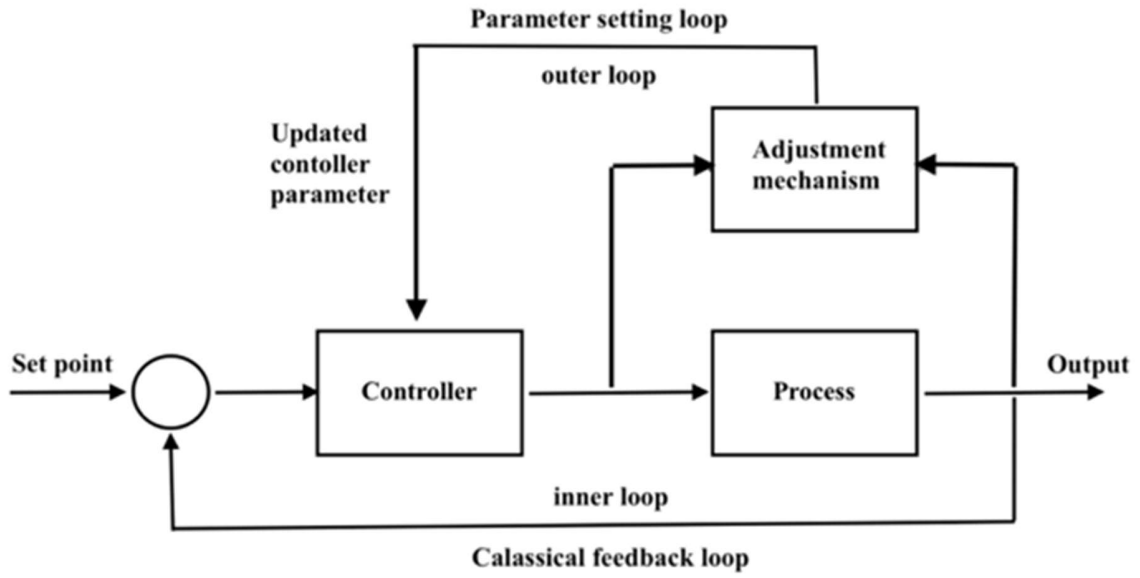 Parameter setting loop
outer loop
Updated
contoller
parameter
Adjustment
mechanism
Set point
Controller
Process
Output
inner loop
Calassical feedback loop